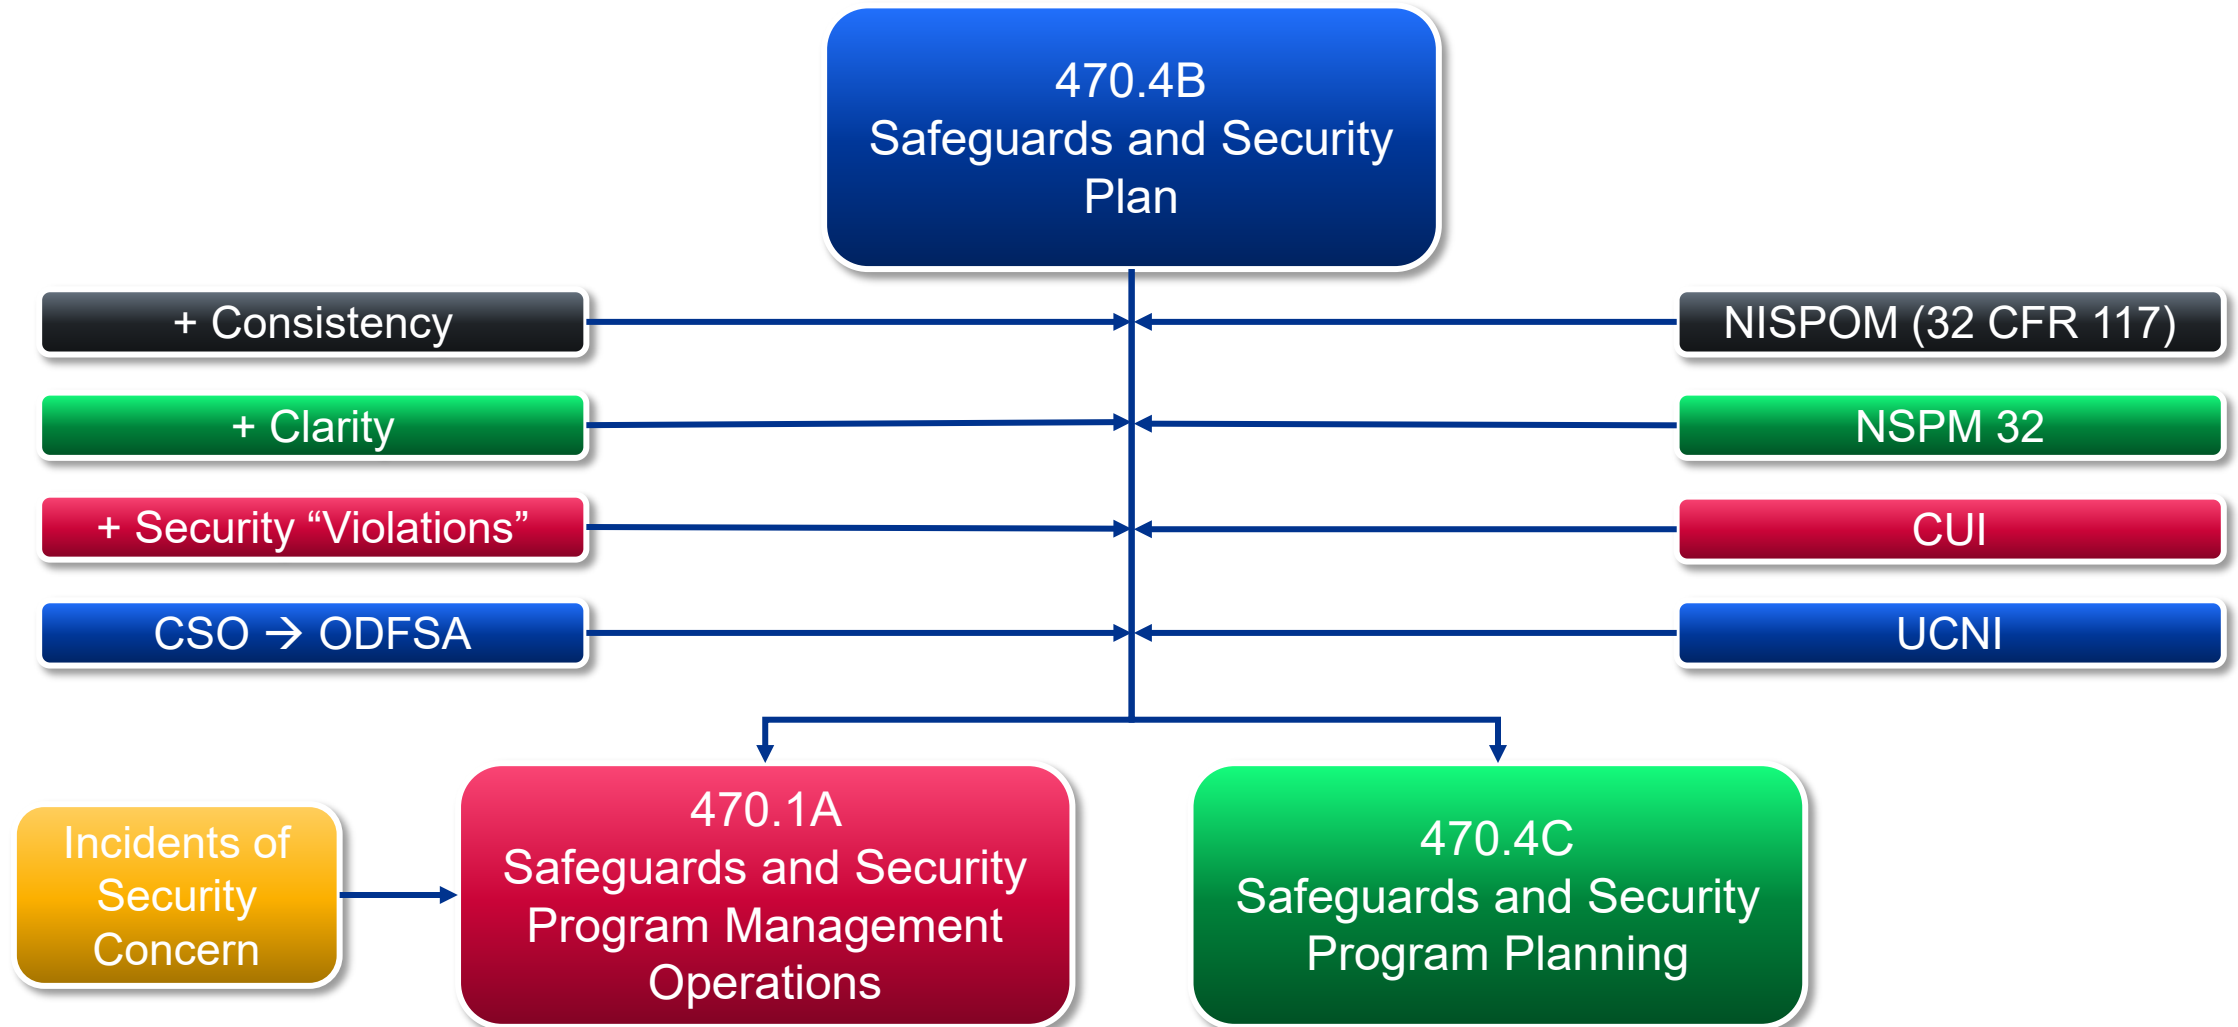 470.4B
Safeguards and Security
Plan
+ Consistency
NISPOM (32 CFR 117)
+ Clarity
NSPM 32
+ Security “Violations”
CUI
CSO → ODFSA
UCNI
Incidents of
Security
Concern
470.1A
Safeguards and Security
Program Management
Operations
470.4C
Safeguards and Security
Program Planning